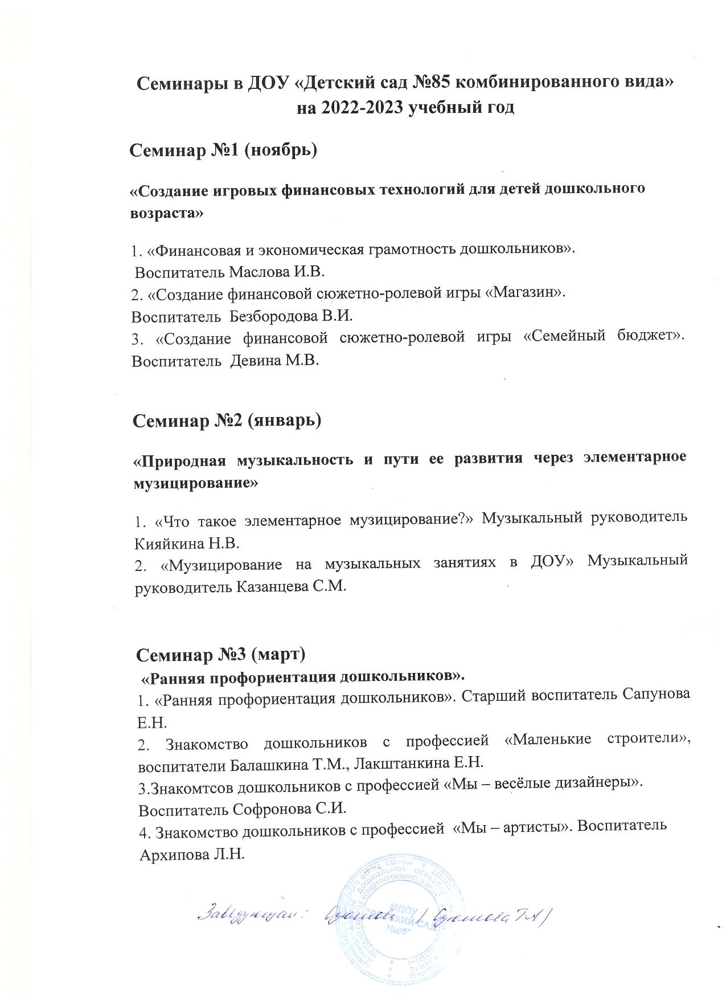 Семинары в ДОУ «Детский сад №85 комбинированного вида»
на 2022-2023 учебный год
Семинар №1 (ноябрь)
«Создание игровых финансовых технологий для детей дошкольного
возраста»
1. «Финансовая и экономическая грамотность дошкольников».
Воспитатель Маслова И.В.
2. «Создание финансовой сюжетно-ролевой игры «Магазин».
Воспитатель Безбородова В.И.
3. «Создание финансовой сюжетно-ролевой игры «Семейный бюджет».
Воспитатель Девина М.В.
Семинар №2 (январь)
«Природная музыкальность и пути ее развития через элементарное
музицирование»
1. «Что такое элементарное музицирование?» Музыкальный руководитель
Кияйкина Н.В.
2. «Музицирование на музыкальных занятиях в ДОУ» Музыкальный
руководитель Казанцева С.М.
Семинар №3 (март)
«Ранняя профориентация дошкольников».
1. «Ранняя профориентация дошкольников». Старший воспитатель Сапунова
Е.Н.
2. Знакомство дошкольников с профессией «Маленькие строители»,
воспитатели Балашкина Т.М., Лакштанкина Е.Н.
3.Знакомтсов дошкольников с профессией «Мы – весёлые дизайнеры».
Воспитатель Софронова С.И.
4. Знакомство дошкольников с профессией «Мы – артисты». Воспитатель
Архипова Л.Н.
Заведующая:
МДОУ
"ДЕТСКИЙ САД
№85"